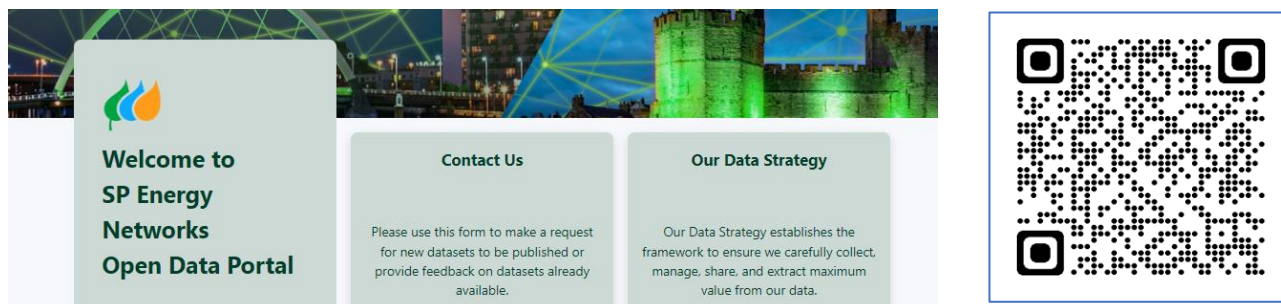 Welcome to
SP Energy
Networks
Open Data Portal
Contact Us
Please use this form to make a request
for new datasets to be published or
provide feedback on datasets already
available.
Our Data Strategy
Our Data Strategy establishes the
framework to ensure we carefully collect,
manage, share, and extract maximum
value from our data.